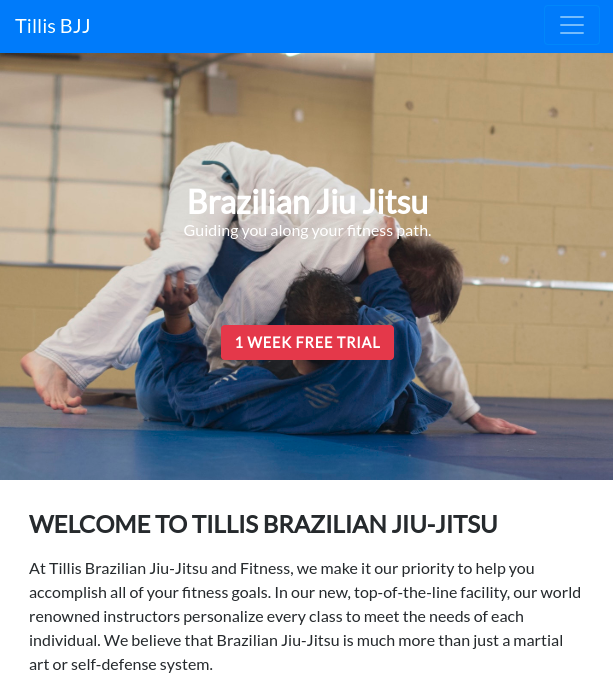 Tillis BJJ
Brazilian Jiu Jitsu
Guiding you along your fitness path.
1 WEEK FREE TRIAL
WELCOME TO TILLIS BRAZILIAN JIU-JITSU
At Tillis Brazilian Jiu-Jitsu and Fitness, we make it our priority to help you
accomplish all of your fitness goals. In our new, top-of-the-line facility, our world
renowned instructors personalize every class to meet the needs of each
individual. We believe that Brazilian Jiu-Jitsu is much more than just a martial
art or self-defense system.